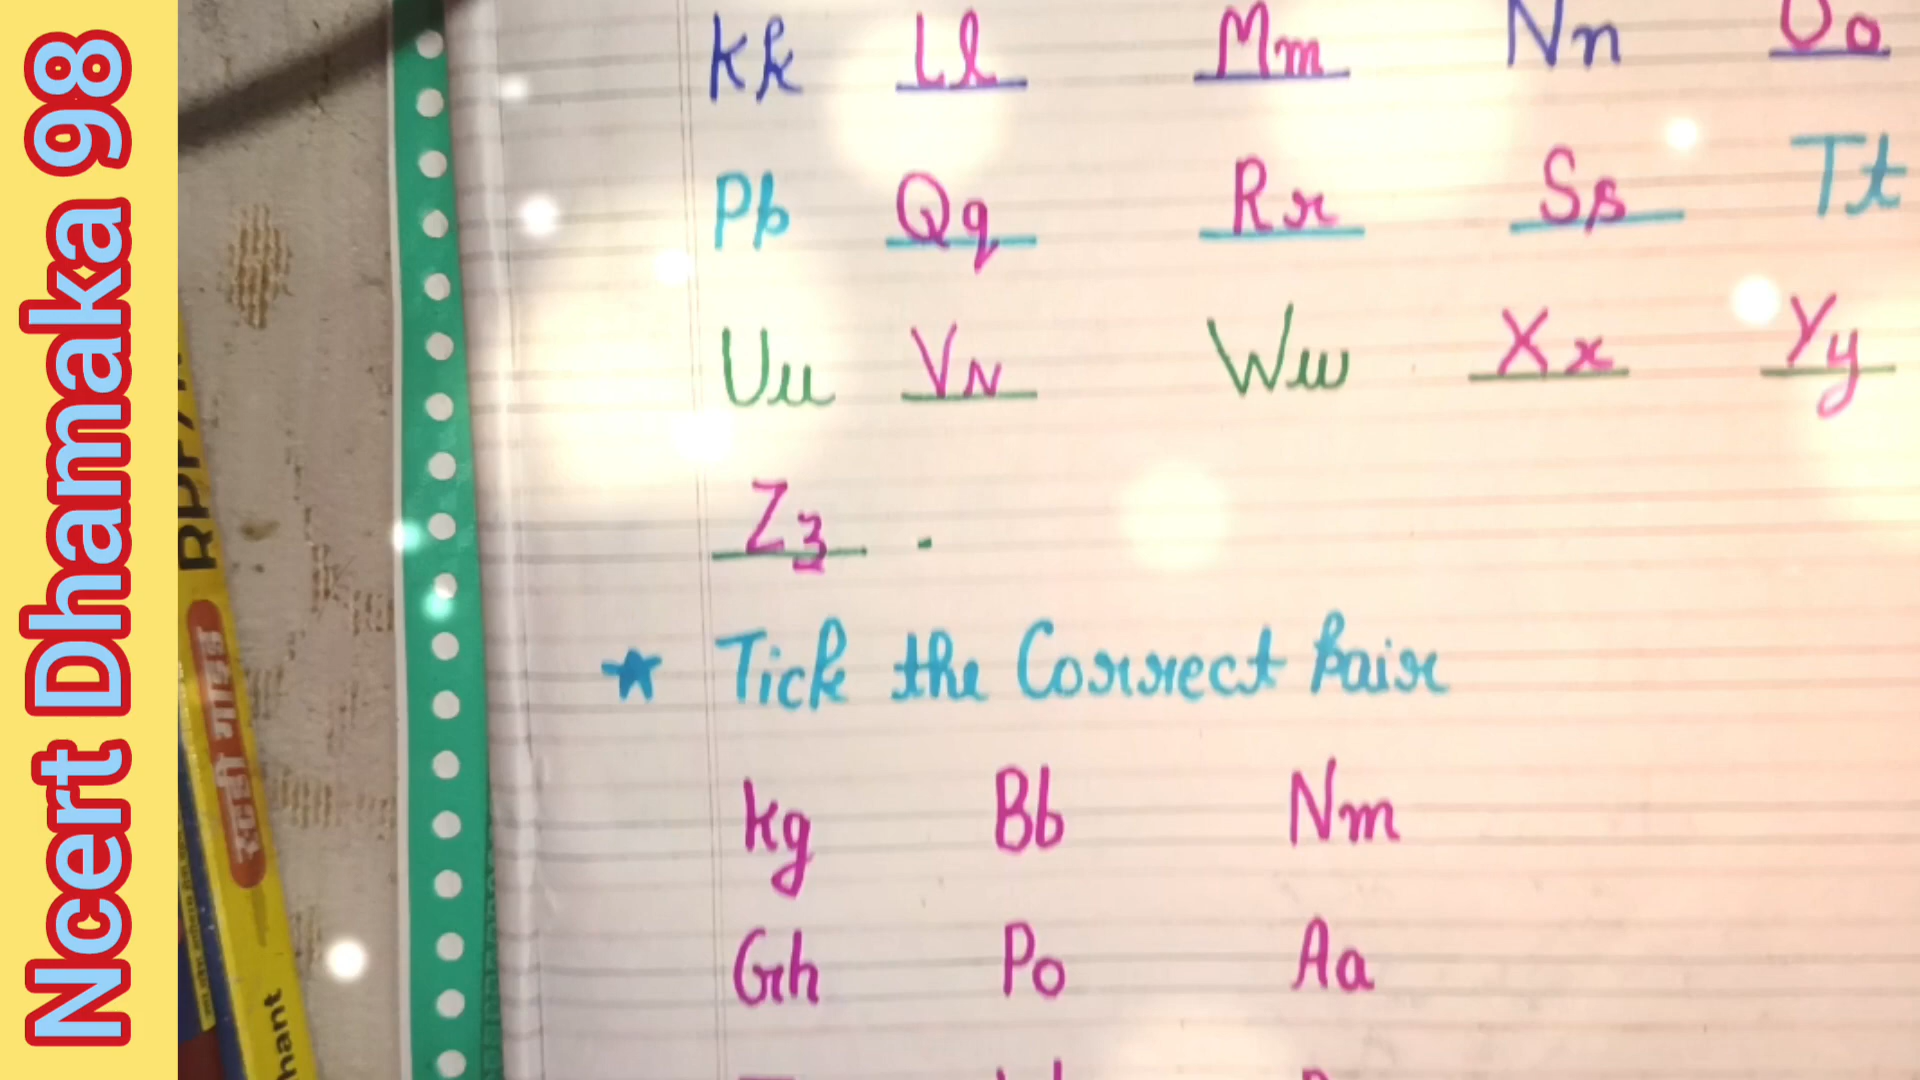 Ncert Dhamaka 98
Kk Ll Mm Nn Oo
Pp Qq Rr Ss Tt
Uu Vv Ww Xx Yy
Zz .
★ Tick the Correct pair
kg Bb Nm
Gh Po Aa
hant